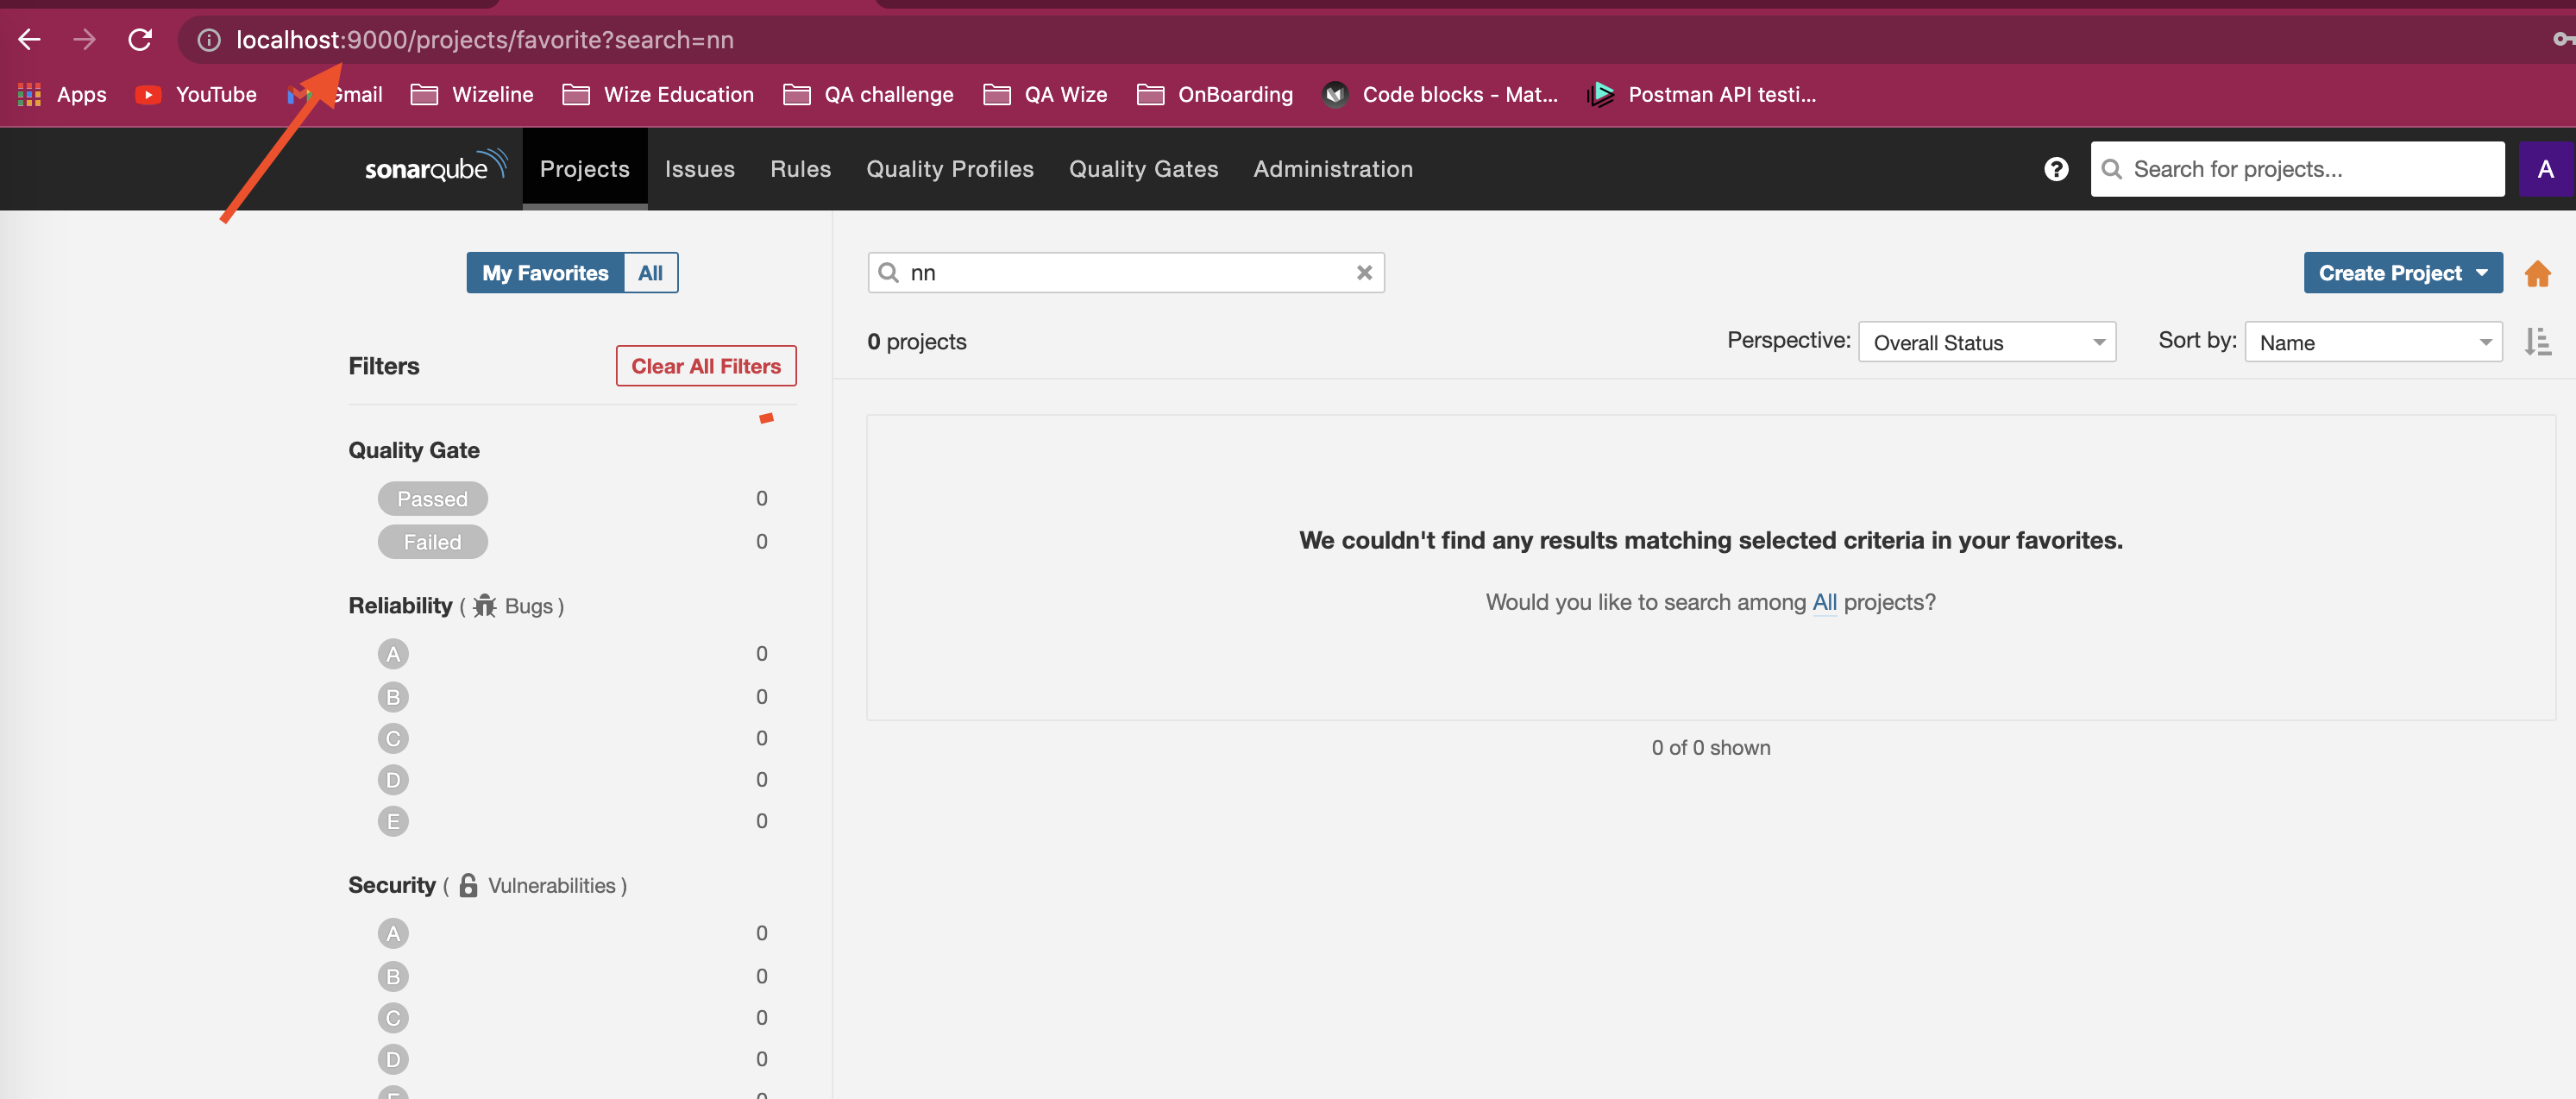 localhost:9000/projects/favorite?search=nn
Apps YouTube Gmail Wizeline Wize Education QA challenge QA Wize OnBoarding Code blocks - Mat... Postman API testi...
sonarqube Projects Issues Rules Quality Profiles Quality Gates Administration ? Search for projects... A
My Favorites All nn Create Project
0 projects Perspective: Overall Status Sort by: Name
Filters Clear All Filters
Quality Gate
Passed 0
Failed 0
We couldn't find any results matching selected criteria in your favorites.
Would you like to search among All projects?
0 of 0 shown
Reliability ( Bugs )
A 0
B 0
C 0
D 0
E 0
Security ( Vulnerabilities )
A 0
B 0
C 0
D 0